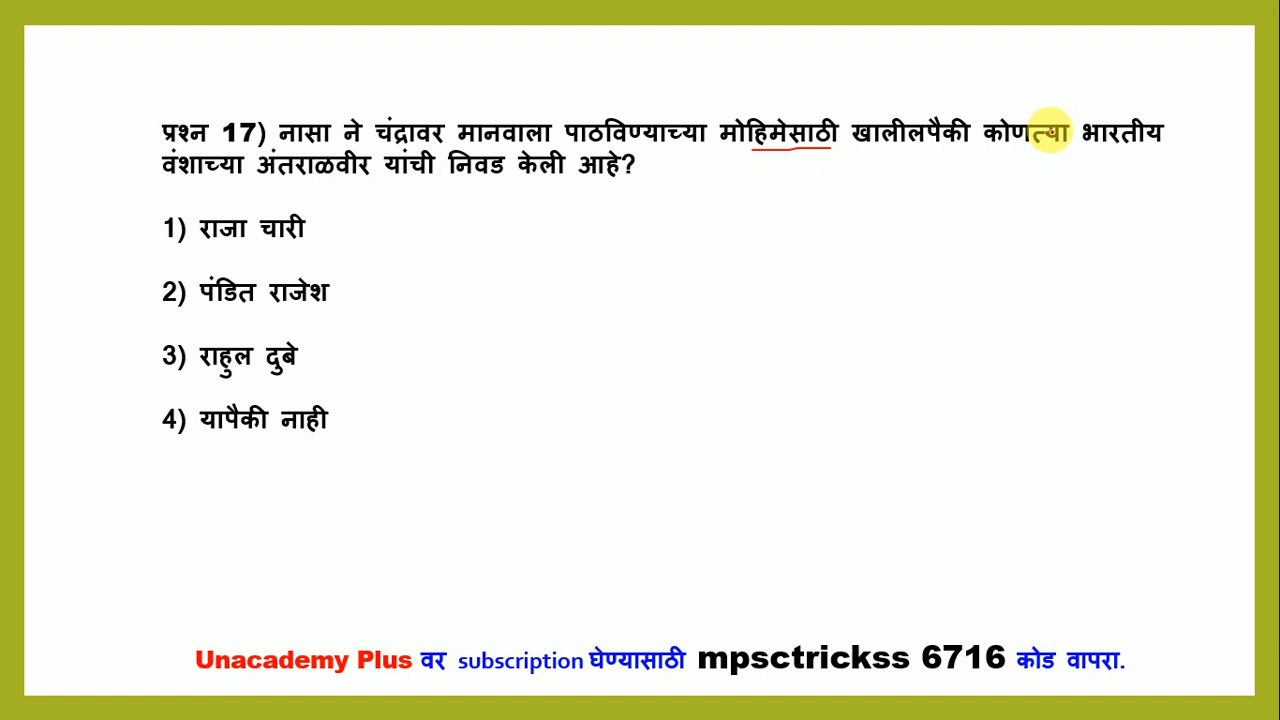 प्रश्न 17) नासा ने चंद्रावर मानवाला पाठविण्याच्या मोहिमेसाठी खालीलपैकी कोणत्या भारतीय
वंशाच्या अंतराळवीर यांची निवड केली आहे?
1) राजा चारी
2) पंडित राजेश
3) राहुल दुबे
4) यापैकी नाही
Unacademy Plus वर subscription घेण्यासाठी mpsctrickss 6716 कोड वापरा.